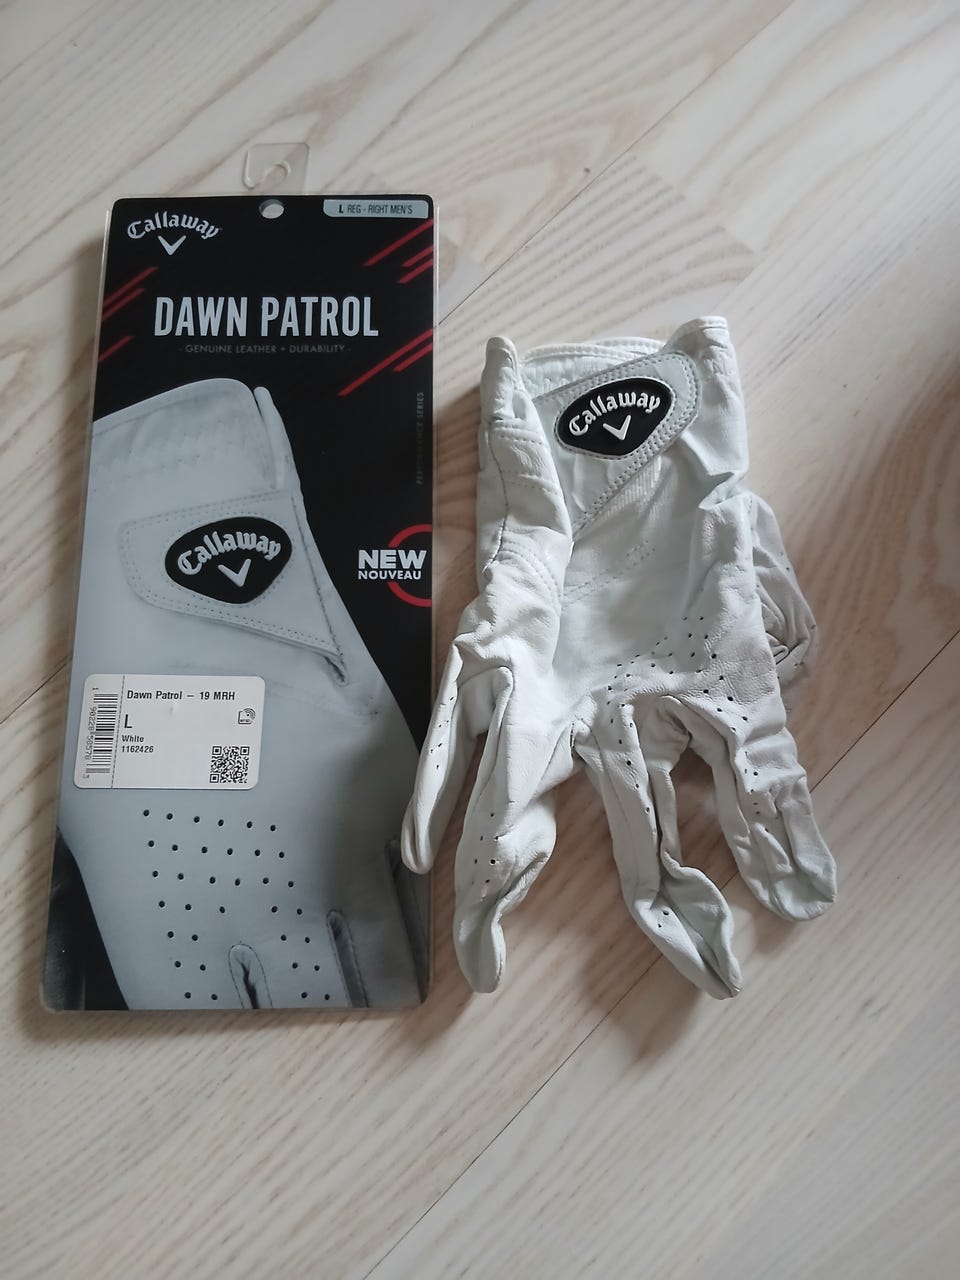 Callaway
L REG - RIGHT MEN'S
DAWN PATROL
- GENUINE LEATHER + DURABILITY -
PERFORMANCE SERIES
Callaway
NEW
NOUVEAU
Dawn Patrol – 19 MRH
L
White
1162426
Callaway